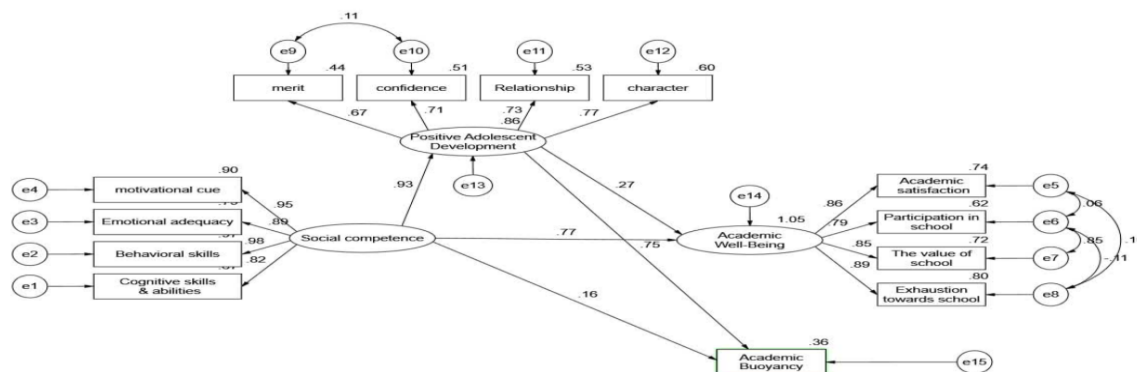 .11
e9
e10
e11
e12
.44
.51
.53
.60
merit
confidence
Relationship
character
.67
.71
.73
.77
.86
Positive Adolescent
Development
e13
.93
.90
e4
motivational cue
.95
e3
Emotional adequacy
.89
e2
Behavioral skills
.98
e1
Cognitive skills
& abilities
.82
Social competence
.27
.77
.75
.16
e14
1.05
Academic
Well-Being
.74
.86
Academic
satisfaction
e5
.06
.62
.79
Participation in
school
e6
.72
.85
The value of
school
e7
.85
-.11
.80
.89
Exhaustion
towards school
e8
.36
Academic
Buoyancy
e15